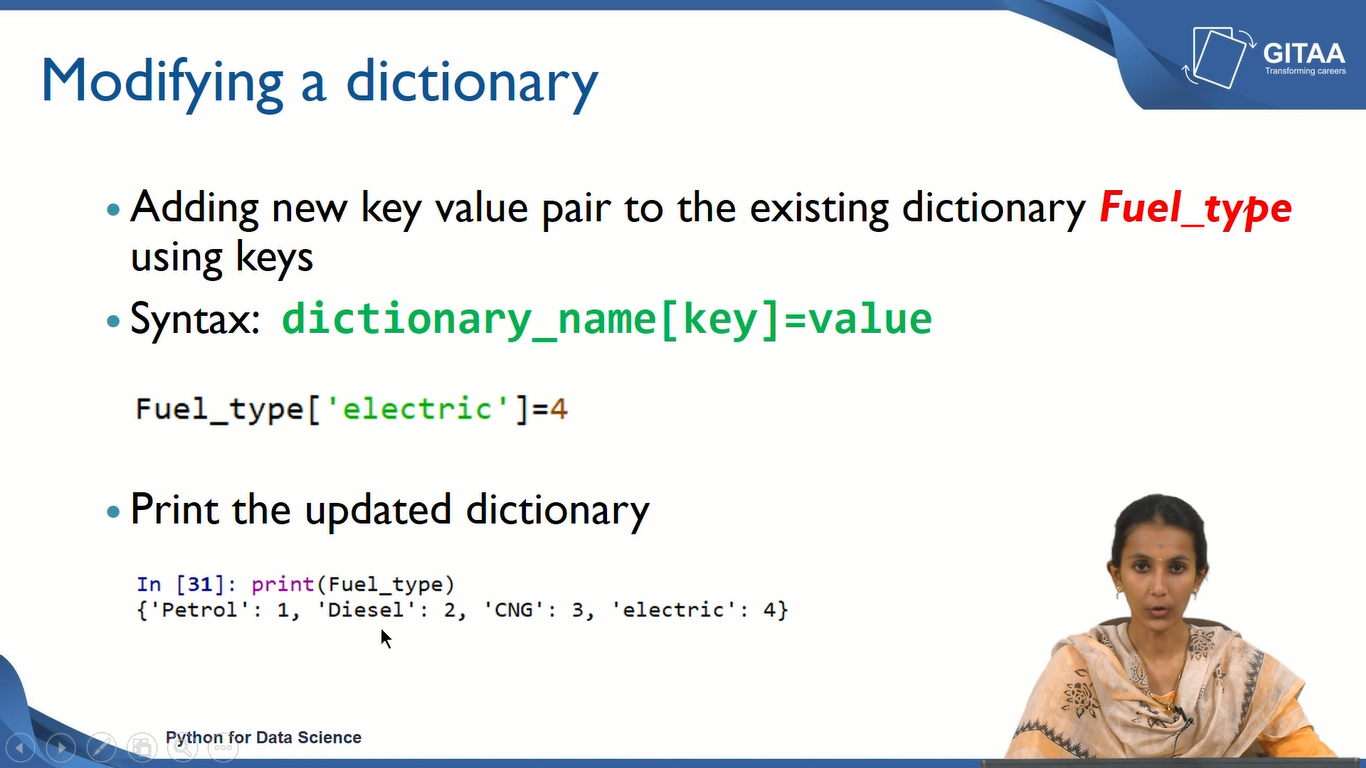 Modifying a dictionary
GITAA
Transforming careers
• Adding new key value pair to the existing dictionary Fuel_type
using keys
• Syntax: dictionary_name[key]=value
Fuel_type['electric']=4
• Print the updated dictionary
In [31]: print(Fuel_type)
{'Petrol': 1, 'Diesel': 2, 'CNG': 3, 'electric': 4}
Python for Data Science